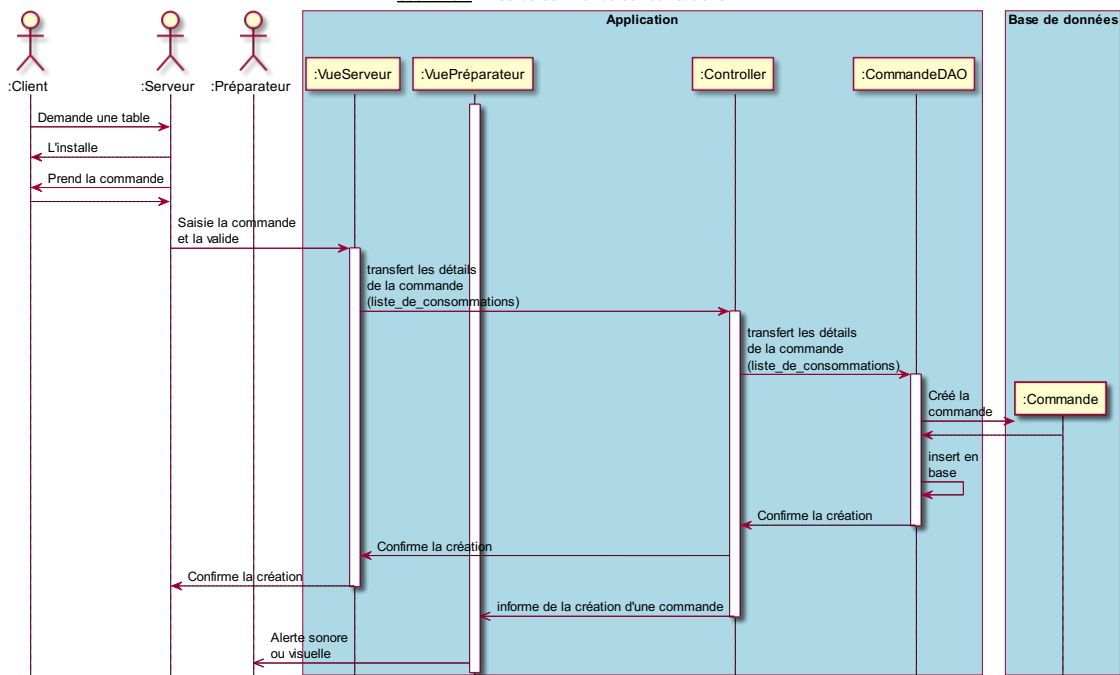 Application
Base de données
:Client
:Serveur
:Préparateur
:VueServeur
:VuePréparateur
:Controller
:CommandeDAO
Demande une table
L'installe
Prend la commande
Saisie la commande
et la valide
transfert les détails
de la commande
(liste_de_consommations)
transfert les détails
de la commande
(liste_de_consommations)
Créé la
commande
:Commande
insert en
base
Confirme la création
Confirme la création
Confirme la création
informe de la création d'une commande
Alerte sonore
ou visuelle